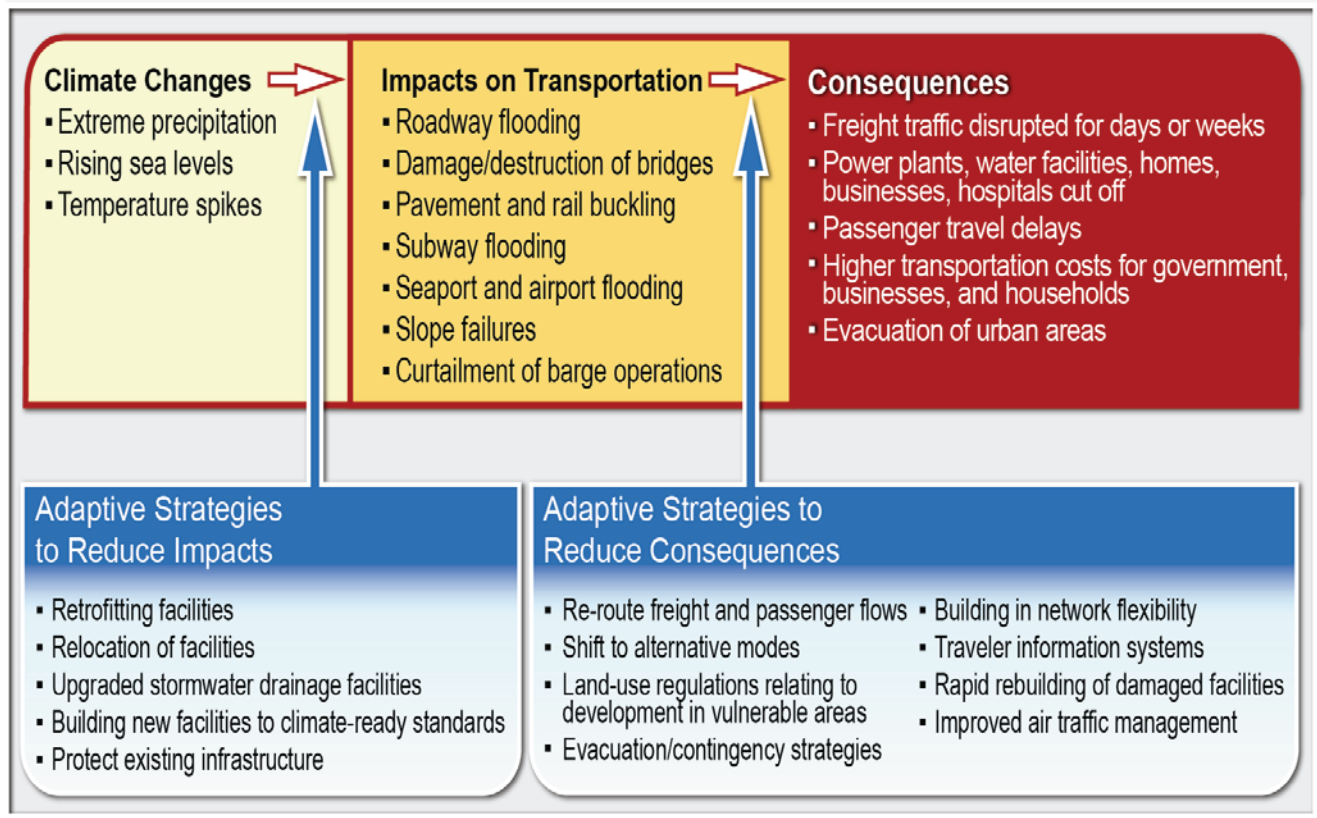 Climate Changes
▪ Extreme precipitation
▪ Rising sea levels
▪ Temperature spikes
Impacts on Transportation
▪ Roadway flooding
▪ Damage/destruction of bridges
▪ Pavement and rail buckling
▪ Subway flooding
▪ Seaport and airport flooding
▪ Slope failures
▪ Curtailment of barge operations
Consequences
▪ Freight traffic disrupted for days or weeks
▪ Power plants, water facilities, homes,
businesses, hospitals cut off
▪ Passenger travel delays
▪ Higher transportation costs for government,
businesses, and households
▪ Evacuation of urban areas
Adaptive Strategies
to Reduce Impacts
▪ Retrofitting facilities
▪ Relocation of facilities
▪ Upgraded stormwater drainage facilities
▪ Building new facilities to climate-ready standards
▪ Protect existing infrastructure
Adaptive Strategies to
Reduce Consequences
▪ Re-route freight and passenger flows
▪ Shift to alternative modes
▪ Land-use regulations relating to
development in vulnerable areas
▪ Evacuation/contingency strategies
▪ Building in network flexibility
▪ Traveler information systems
▪ Rapid rebuilding of damaged facilities
▪ Improved air traffic management